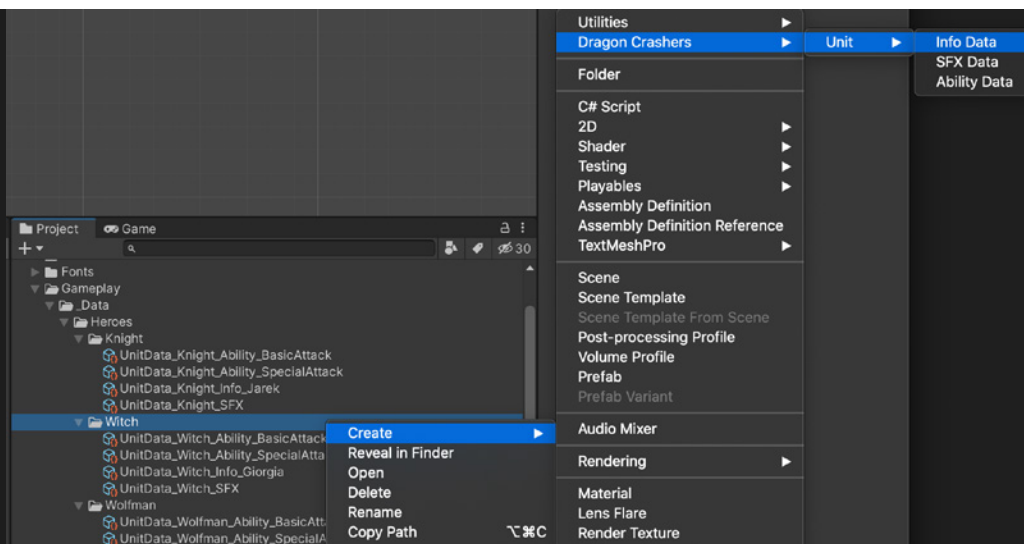 Utilities
Dragon Crashers
Unit
Info Data
SFX Data
Ability Data
Folder
C# Script
2D
Shader
Testing
Playables
Assembly Definition
Assembly Definition Reference
TextMeshPro
Scene
Scene Template
Scene Template From Scene
Post-processing Profile
Volume Profile
Prefab
Prefab Variant
Audio Mixer
Rendering
Material
Lens Flare
Render Texture
Project
Game
30
Fonts
Gameplay
_Data
Heroes
Knight
UnitData_Knight_Ability_BasicAttack
UnitData_Knight_Ability_SpecialAttack
UnitData_Knight_Info_Jarek
UnitData_Knight_SFX
Witch
UnitData_Witch_Ability_BasicAttack
UnitData_Witch_Ability_SpecialAtta
UnitData_Witch_Info_Giorgia
UnitData_Witch_SFX
Wolfman
UnitData_Wolfman_Ability_BasicAtt
UnitData_Wolfman_Ability_SpecialA
Create
Reveal in Finder
Open
Delete
Rename
Copy Path ⌥⌘C